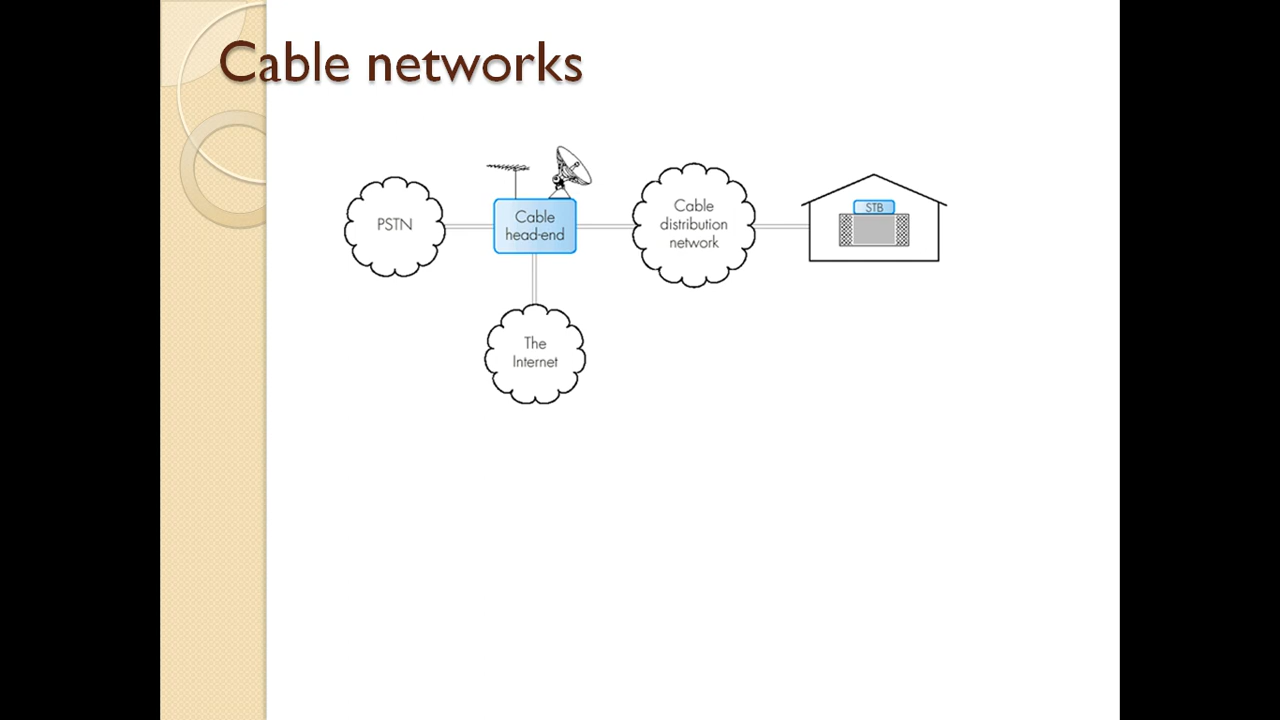 Cable networks
PSTN
Cable
head-end
Cable
distribution
network
STB
The
Internet